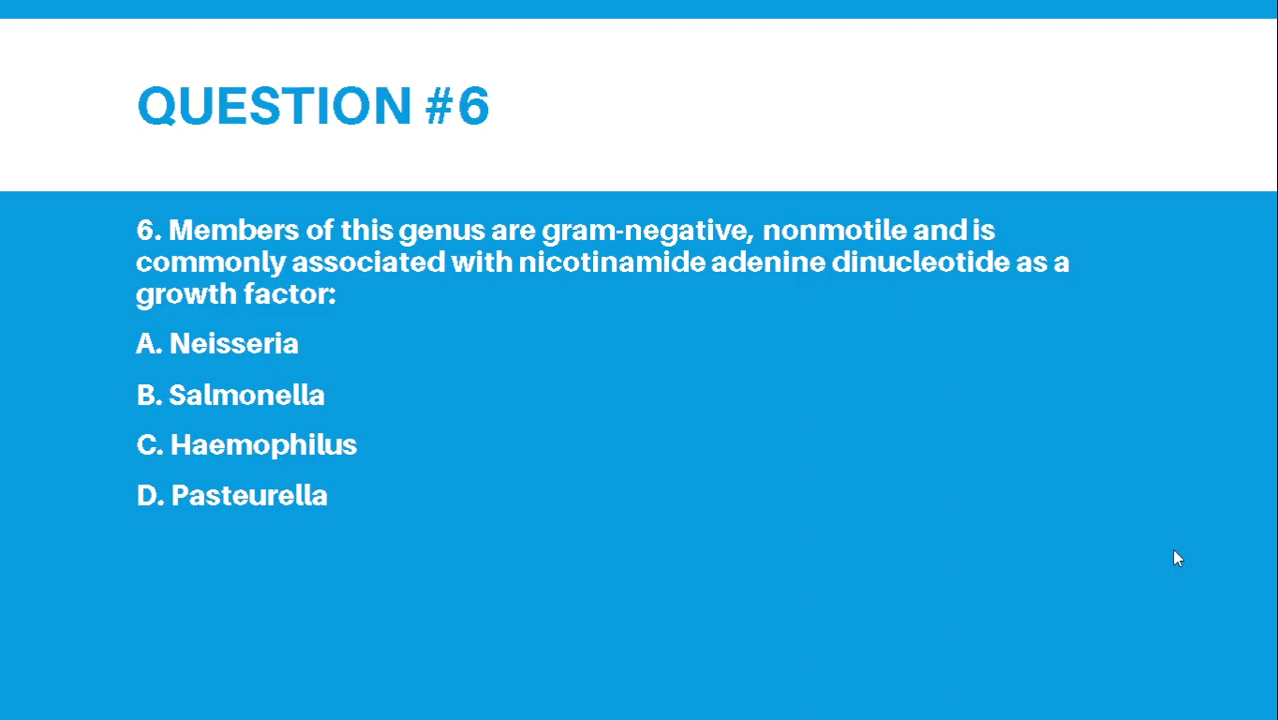 QUESTION #6
6. Members of this genus are gram-negative, nonmotile and is
commonly associated with nicotinamide adenine dinucleotide as a
growth factor:
A. Neisseria
B. Salmonella
C. Haemophilus
D. Pasteurella